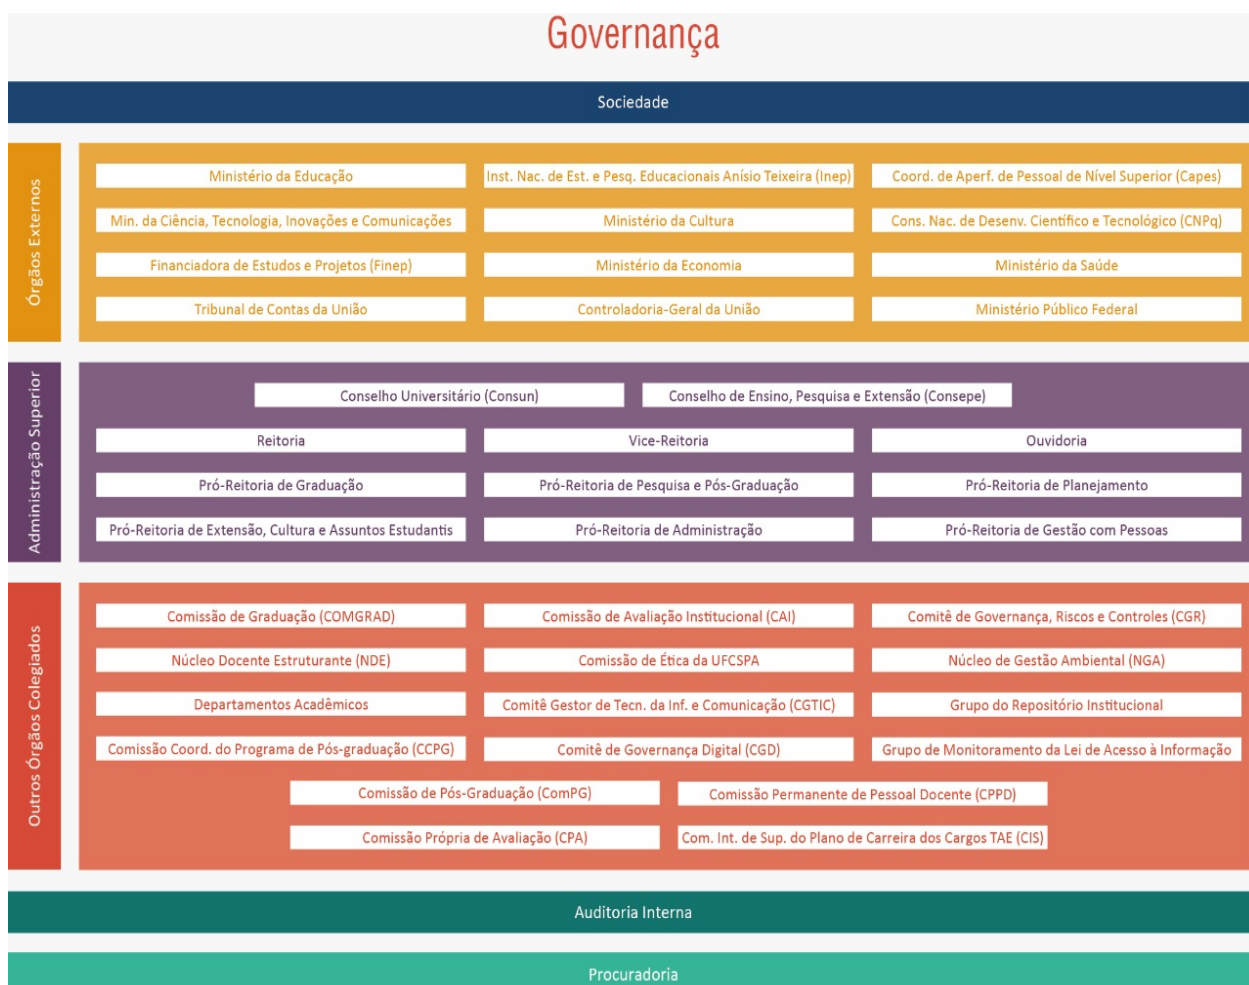 Governança
Sociedade
Órgãos Externos
Ministério da Educação
Inst. Nac. de Est. e Pesq. Educacionais Anísio Teixeira (Inep)
Coord. de Aperf. de Pessoal de Nível Superior (Capes)
Min. da Ciência, Tecnologia, Inovações e Comunicações
Ministério da Cultura
Cons. Nac. de Desenv. Científico e Tecnológico (CNPq)
Financiadora de Estudos e Projetos (Finep)
Ministério da Economia
Ministério da Saúde
Tribunal de Contas da União
Controladoria-Geral da União
Ministério Público Federal
Administração Superior
Conselho Universitário (Consun)
Conselho de Ensino, Pesquisa e Extensão (Consepe)
Reitoria
Vice-Reitoria
Ouvidoria
Pró-Reitoria de Graduação
Pró-Reitoria de Pesquisa e Pós-Graduação
Pró-Reitoria de Planejamento
Pró-Reitoria de Extensão, Cultura e Assuntos Estudantis
Pró-Reitoria de Administração
Pró-Reitoria de Gestão com Pessoas
Outros Órgãos Colegiados
Comissão de Graduação (COMGRAD)
Comissão de Avaliação Institucional (CAI)
Comitê de Governança, Riscos e Controles (CGR)
Núcleo Docente Estruturante (NDE)
Comissão de Ética da UFCSPA
Núcleo de Gestão Ambiental (NGA)
Departamentos Acadêmicos
Comitê Gestor de Tecn. da Inf. e Comunicação (CGTIC)
Grupo do Repositório Institucional
Comissão Coord. do Programa de Pós-graduação (CCPG)
Comitê de Governança Digital (CGD)
Grupo de Monitoramento da Lei de Acesso à Informação
Comissão de Pós-Graduação (ComPG)
Comissão Permanente de Pessoal Docente (CPPD)
Comissão Própria de Avaliação (CPA)
Com. Int. de Sup. do Plano de Carreira dos Cargos TAE (CIS)
Auditoria Interna
Procuradoria